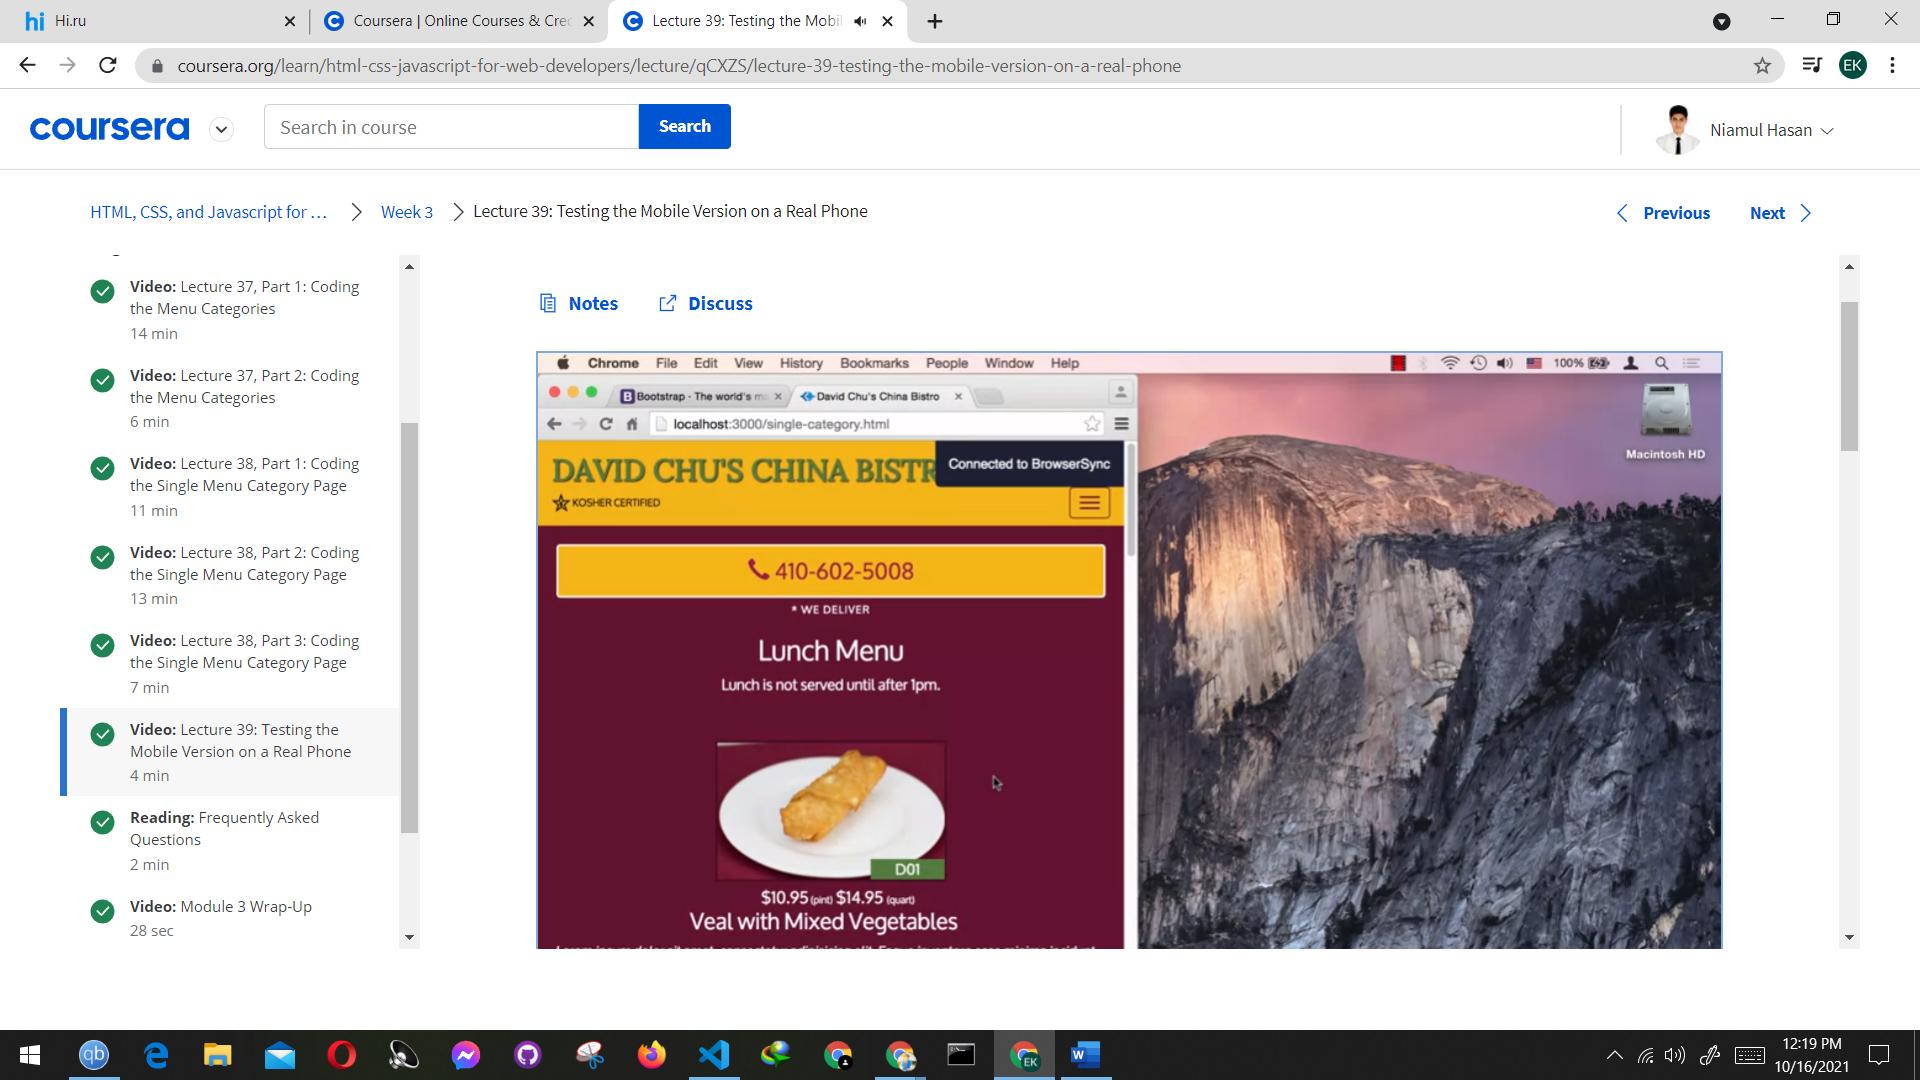 hi Hi.ru
Coursera | Online Courses & Cre
Lecture 39: Testing the Mobil
coursera.org/learn/html-css-javascript-for-web-developers/lecture/qCXZS/lecture-39-testing-the-mobile-version-on-a-real-phone
EK
coursera
Search in course
Search
Niamul Hasan
HTML, CSS, and Javascript for ...
Week 3
Lecture 39: Testing the Mobile Version on a Real Phone
Previous
Next
Video: Lecture 37, Part 1: Coding
the Menu Categories
14 min
Video: Lecture 37, Part 2: Coding
the Menu Categories
6 min
Video: Lecture 38, Part 1: Coding
the Single Menu Category Page
11 min
Video: Lecture 38, Part 2: Coding
the Single Menu Category Page
13 min
Video: Lecture 38, Part 3: Coding
the Single Menu Category Page
7 min
Video: Lecture 39: Testing the
Mobile Version on a Real Phone
4 min
Reading: Frequently Asked
Questions
2 min
Video: Module 3 Wrap-Up
28 sec
Notes
Discuss
Chrome File Edit View History Bookmarks People Window Help
100%
B Bootstrap - The world's m
David Chu's China Bistro
localhost:3000/single-category.html
Macintosh HD
DAVID CHU'S CHINA BISTR
Connected to BrowserSync
KOSHER CERTIFIED
410-602-5008
* WE DELIVER
Lunch Menu
Lunch is not served until after 1pm.
D01
$10.95 (pint) $14.95 (quart)
Veal with Mixed Vegetables
qb
EK
W
12:19 PM
10/16/2021